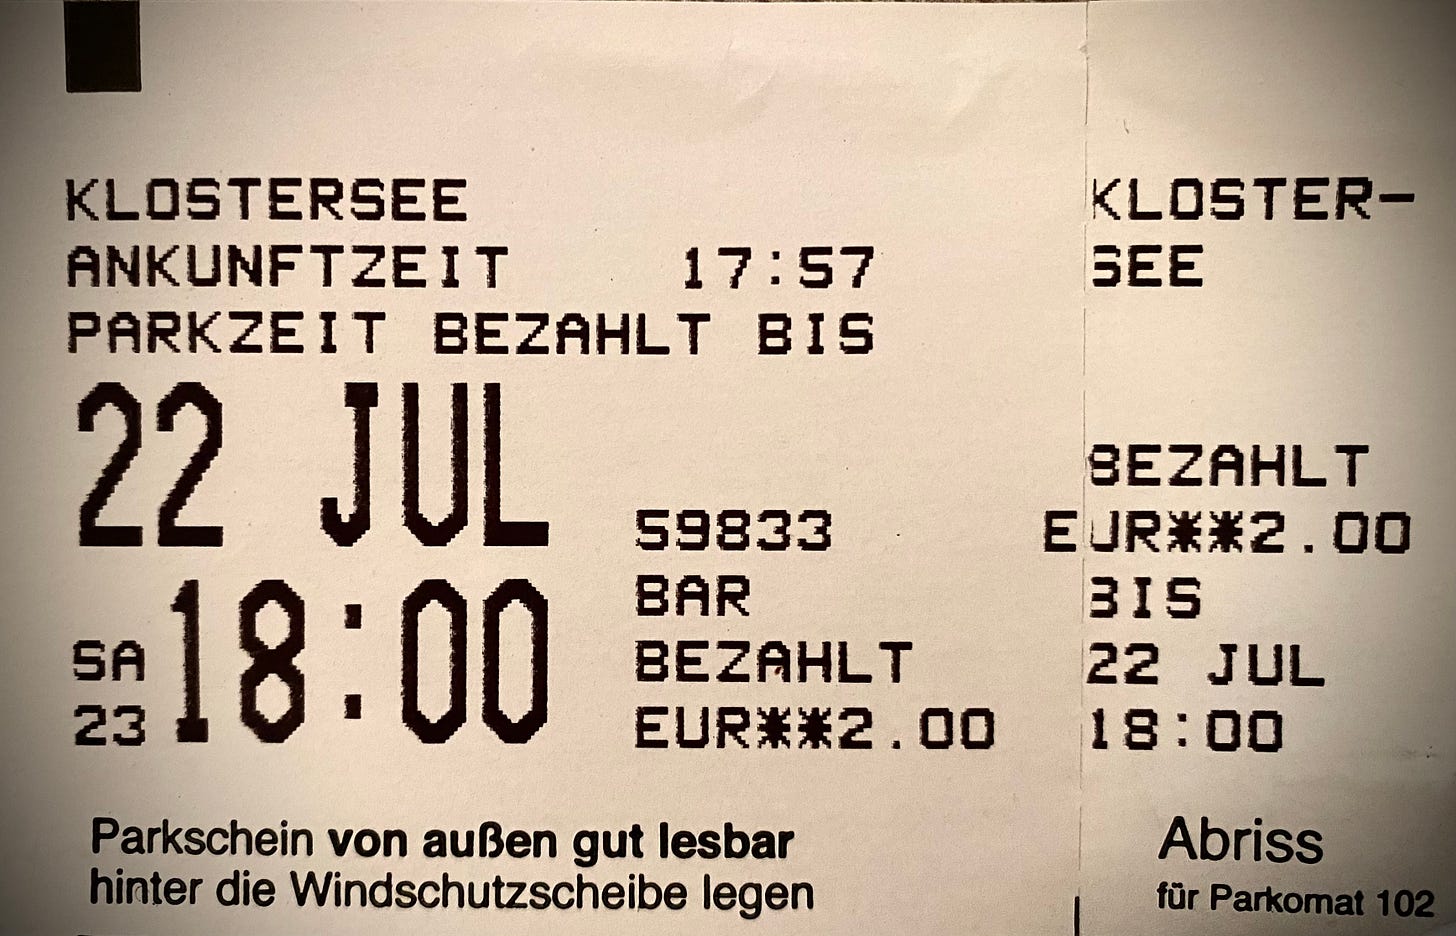 KLOSTERSEE
ANKUNFTZEIT 17:57
PARKZEIT BEZAHLT BIS
22 JUL
SA 18:00
23
59833
BAR
BEZAHLT
EUR**2.00
Parkschein von außen gut lesbar
hinter die Windschutzscheibe legen
KLOSTER-
SEE
BEZAHLT
EUR**2.00
BIS
22 JUL
18:00
Abriss
für Parkomat 102